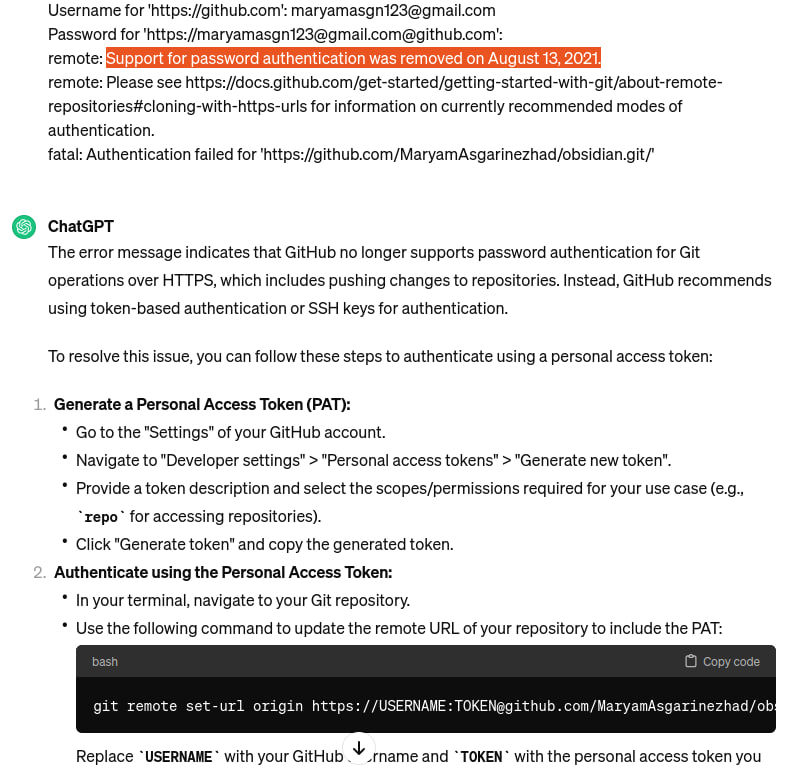 Username for 'https://github.com': maryamasgn123@gmail.com
Password for 'https://maryamasgn123@gmail.com@github.com':
remote: Support for password authentication was removed on August 13, 2021.
remote: Please see https://docs.github.com/get-started/getting-started-with-git/about-remote-
repositories#cloning-with-https-urls for information on currently recommended modes of
authentication.
fatal: Authentication failed for 'https://github.com/MaryamAsgarinezhad/obsidian.git/'
ChatGPT
The error message indicates that GitHub no longer supports password authentication for Git
operations over HTTPS, which includes pushing changes to repositories. Instead, GitHub recommends
using token-based authentication or SSH keys for authentication.
To resolve this issue, you can follow these steps to authenticate using a personal access token:
1. Generate a Personal Access Token (PAT):
• Go to the "Settings" of your GitHub account.
• Navigate to "Developer settings" > "Personal access tokens" > "Generate new token".
• Provide a token description and select the scopes/permissions required for your use case (e.g.,
`repo` for accessing repositories).
• Click "Generate token" and copy the generated token.
2. Authenticate using the Personal Access Token:
• In your terminal, navigate to your Git repository.
• Use the following command to update the remote URL of your repository to include the PAT:
bash Copy code
git remote set-url origin https://USERNAME:TOKEN@github.com/MaryamAsgarinezhad/obs
Replace `USERNAME` with your GitHub and `TOKEN` with the personal access token you